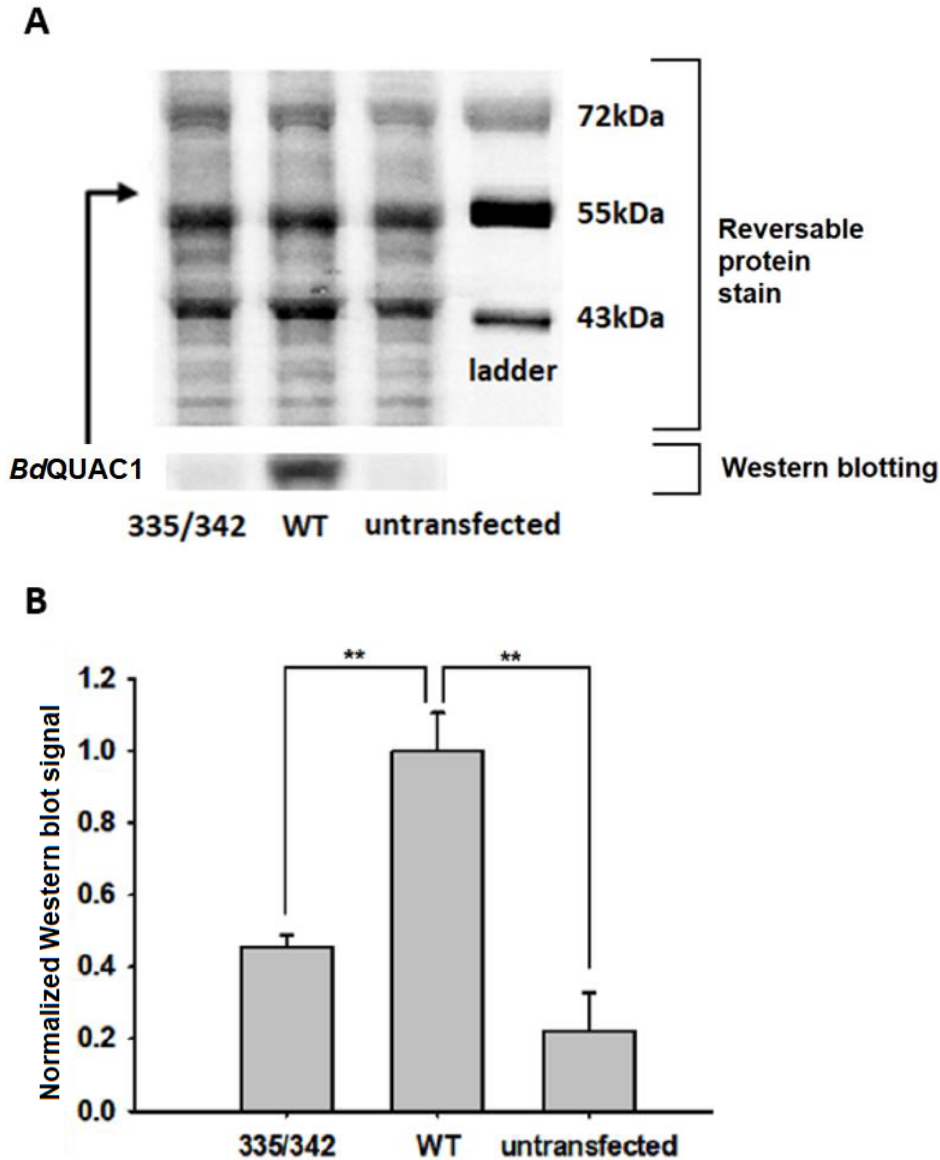 A
72kDa
55kDa
43kDa
ladder
Reversable
protein
stain
BdQUAC1
Western blotting
335/342 WT untransfected
B
** **
Normalized Western blot signal
1.2
1.0
0.8
0.6
0.4
0.2
0.0
335/342 WT untransfected